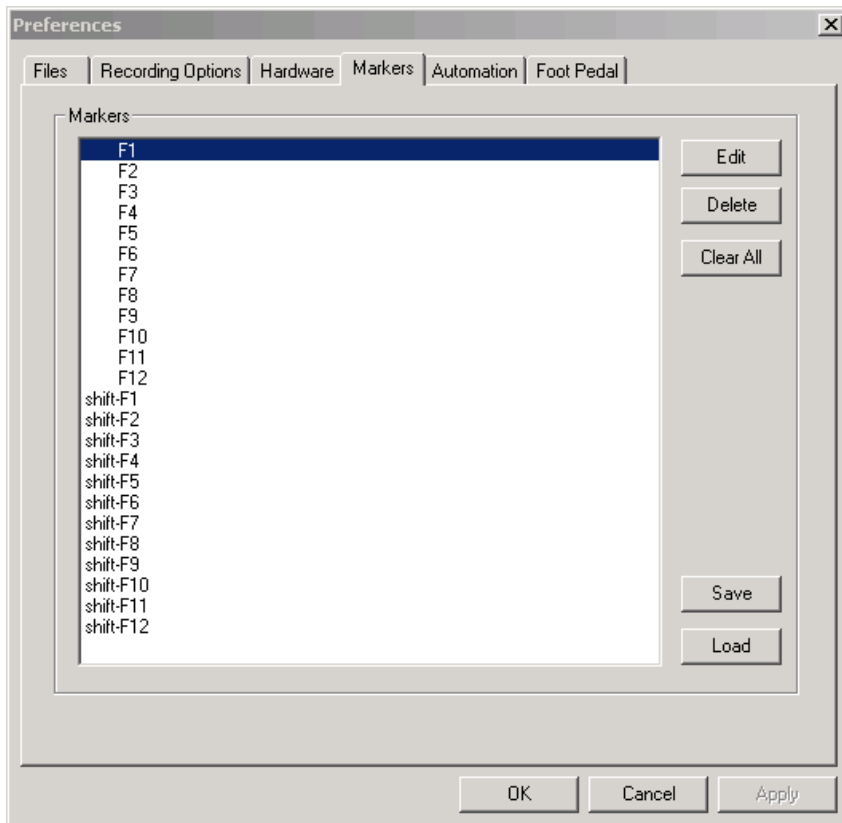 Preferences
Files Recording Options Hardware Markers Automation Foot Pedal
Markers
F1
F2
F3
F4
F5
F6
F7
F8
F9
F10
F11
F12
shift-F1
shift-F2
shift-F3
shift-F4
shift-F5
shift-F6
shift-F7
shift-F8
shift-F9
shift-F10
shift-F11
shift-F12
Edit
Delete
Clear All
Save
Load
OK Cancel Apply